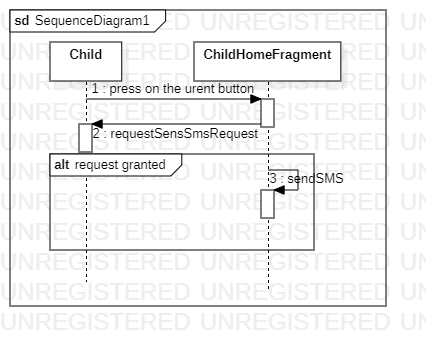 sd SequenceDiagram1
Child
ChildHomeFragment
1 : press on the urent button
2 : requestSensSmsRequest
alt request granted
3 : sendSMS
UNREGISTERED UNREGISTERED UN
UNREGISTERED UNREGISTERED UN
UNREGISTERED UNREGISTERED UN
UNREGISTERED UNREGISTERED UN
UNREGISTERED UNREGISTERED UN
UNREGISTERED UNREGISTERED UN
UNREGISTERED UNREGISTERED UN
UNREGISTERED UNREGISTERED UN
UNREGISTERED UNREGISTERED UN
UNREGISTERED UNREGISTERED UN
UNREGISTERED UNREGISTERED UN